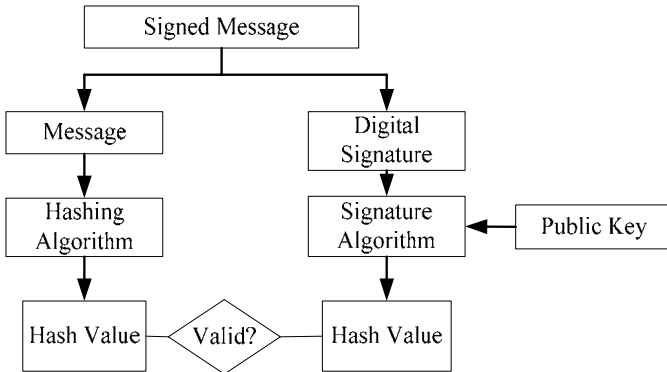 Signed Message
Message
Digital
Signature
Hashing
Algorithm
Signature
Algorithm
Public Key
Hash Value
Valid?
Hash Value